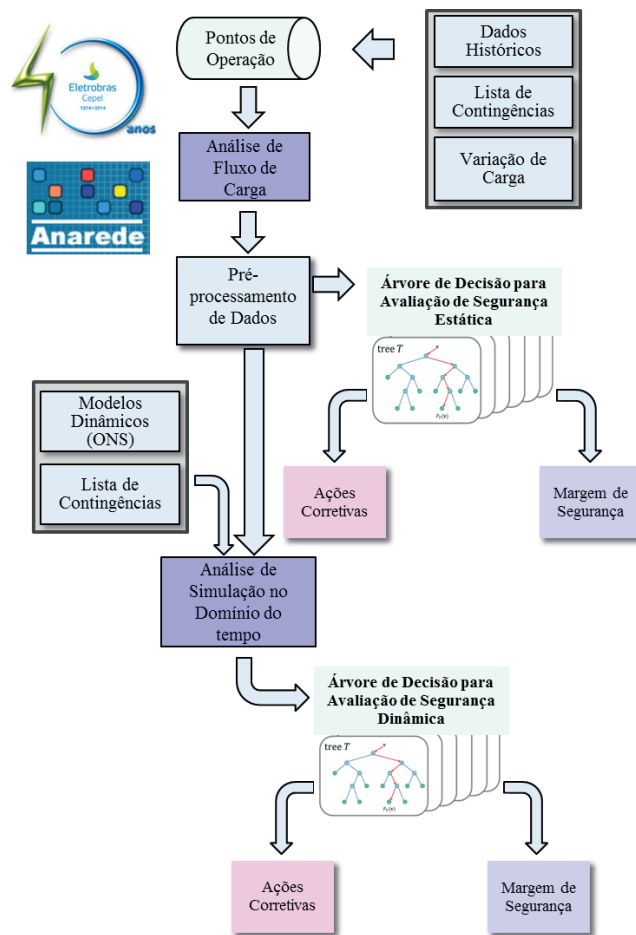 Eletrobras
Cepel
1974 • 2014
anos
Anarede
Pontos de
Operação
Dados
Históricos
Lista de
Contingências
Variação de
Carga
Análise de
Fluxo de
Carga
Pré-
processamento
de Dados
Árvore de Decisão para
Avaliação de Segurança
Estática
tree T
v
Modelos
Dinâmicos
(ONS)
Lista de
Contingências
Ações
Corretivas
Margem de
Segurança
Análise de
Simulação no
Domínio do
tempo
Árvore de Decisão para
Avaliação de Segurança
Dinâmica
tree T
v
Ações
Corretivas
Margem de
Segurança